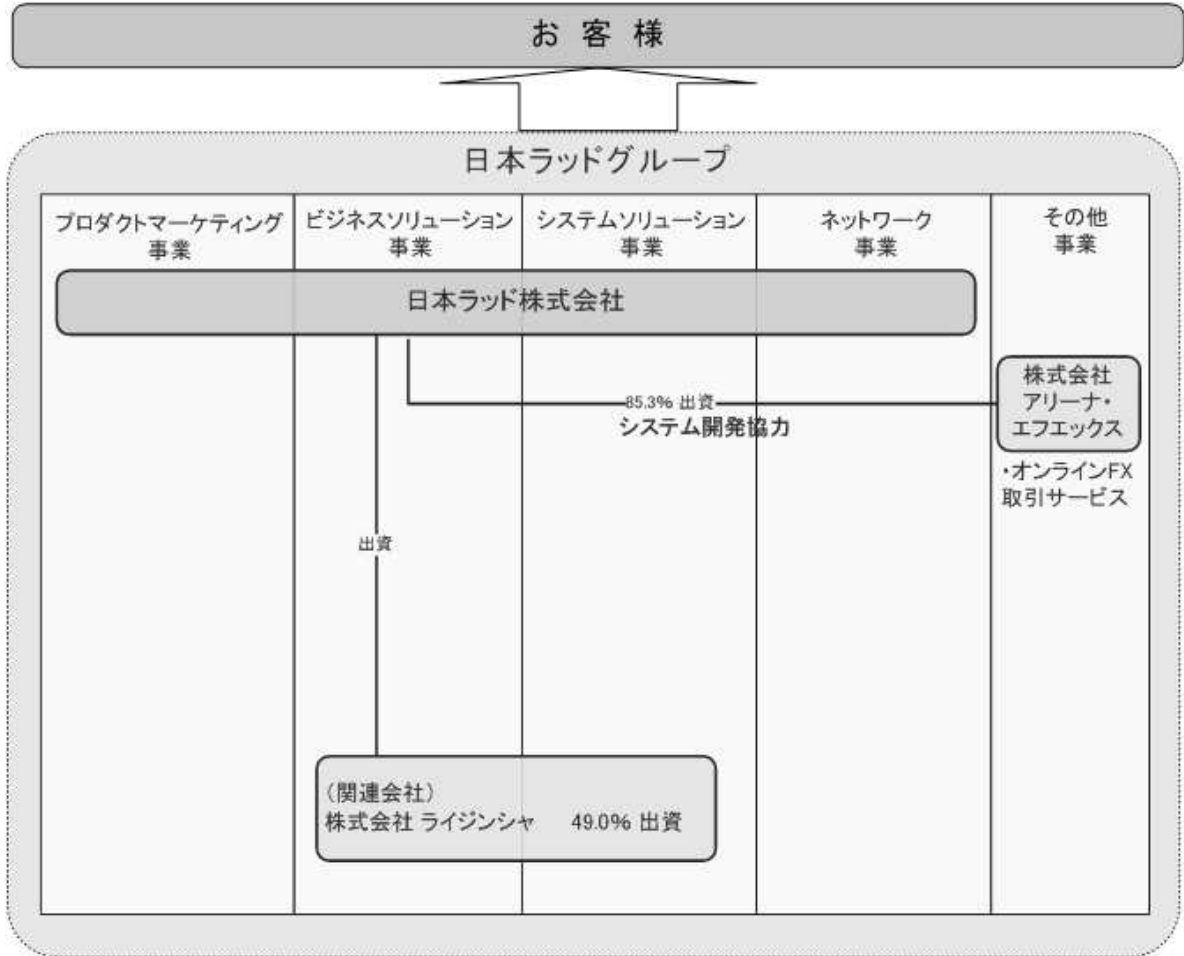 お 客 様
日本ラッドグループ
プロダクトマーケティング
事業
ビジネスソリューション
事業
システムソリューション
事業
ネットワーク
事業
その他
事業
日本ラッド株式会社
株式会社
アリーナ・
エフエックス
85.3% 出資
システム開発協力
・オンラインFX
取引サービス
出資
（関連会社）
株式会社 ライジンシャ 49.0% 出資